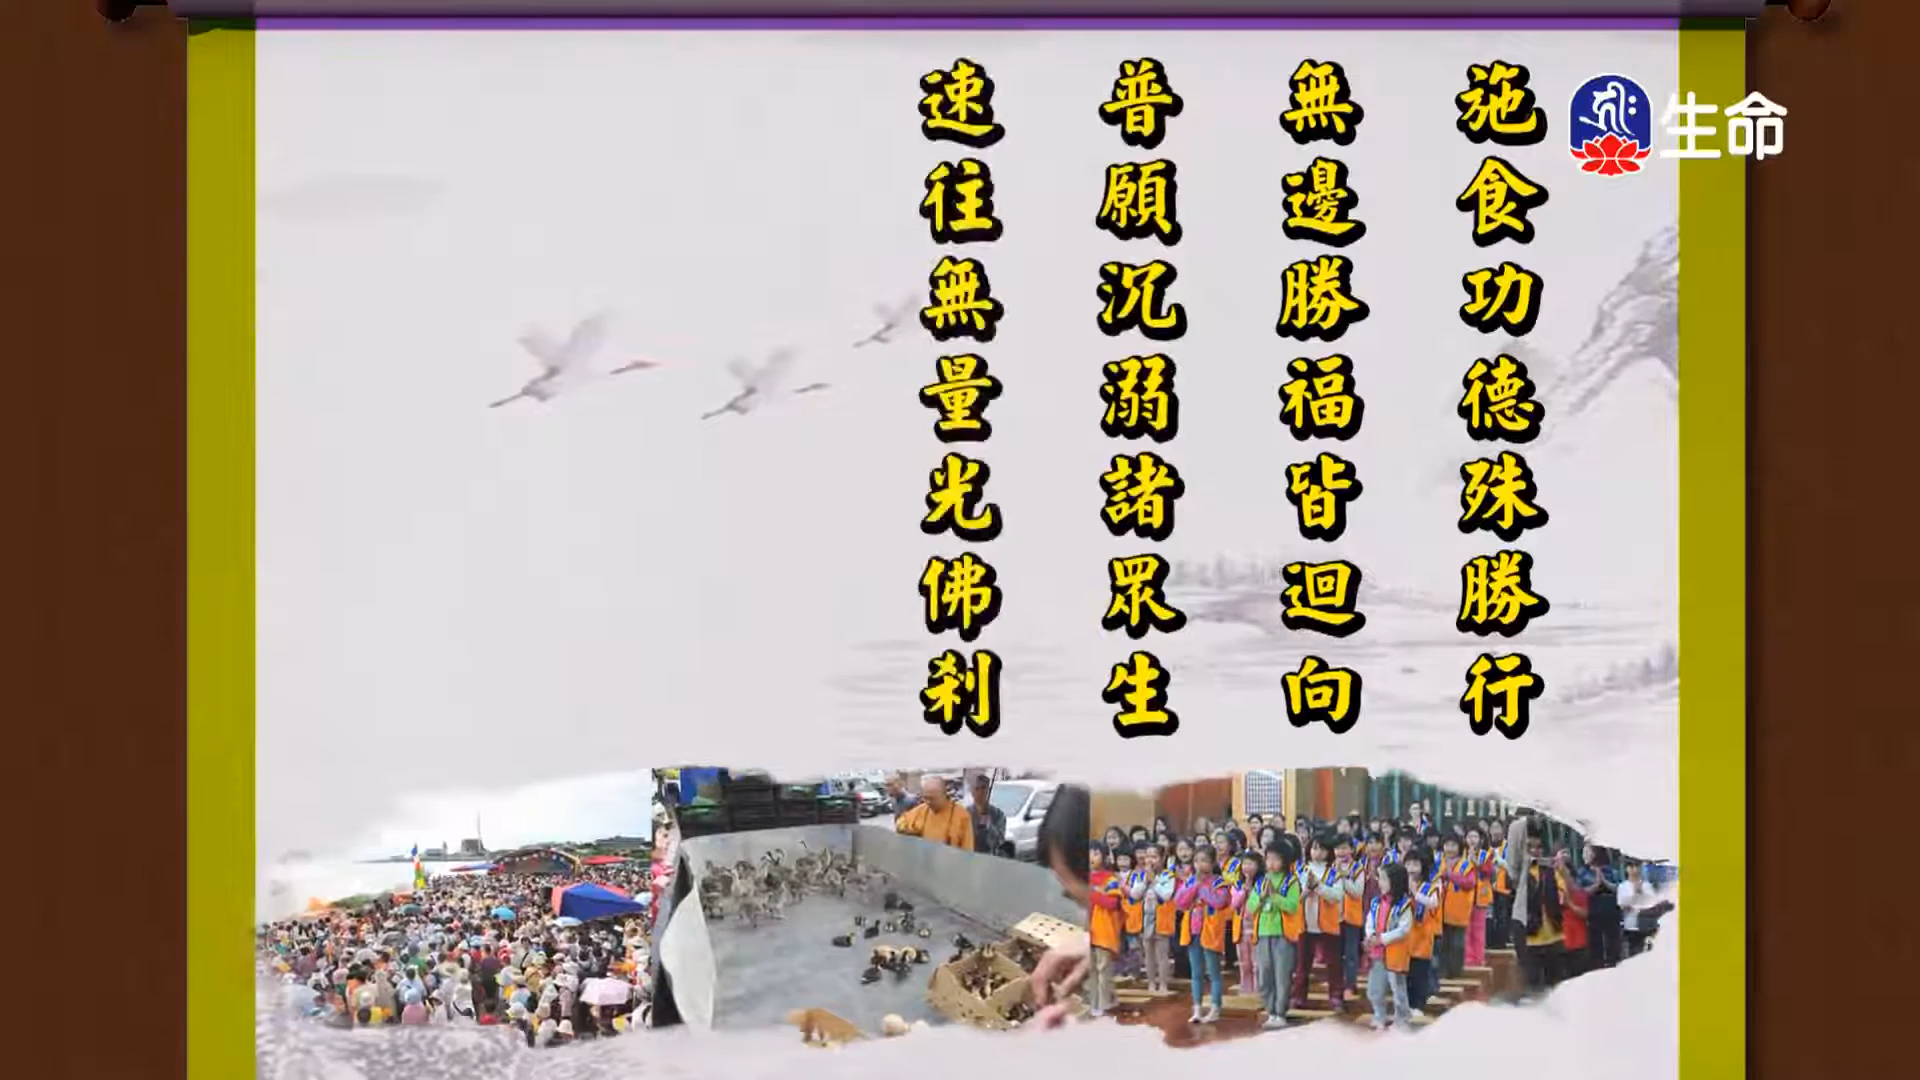 施食功德殊勝行
無邊勝福皆迴向
普願沉溺諸眾生
速往無量光佛剎
生命